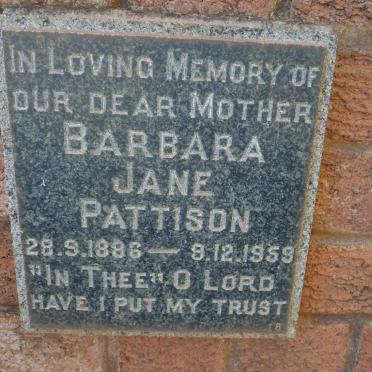 IN LOVING MEMORY OF
OUR DEAR MOTHER
BARBARA
JANE
PATTISON
28.9.1886 — 9.12.1959
"IN THEE" O LORD
HAVE I PUT MY TRUST